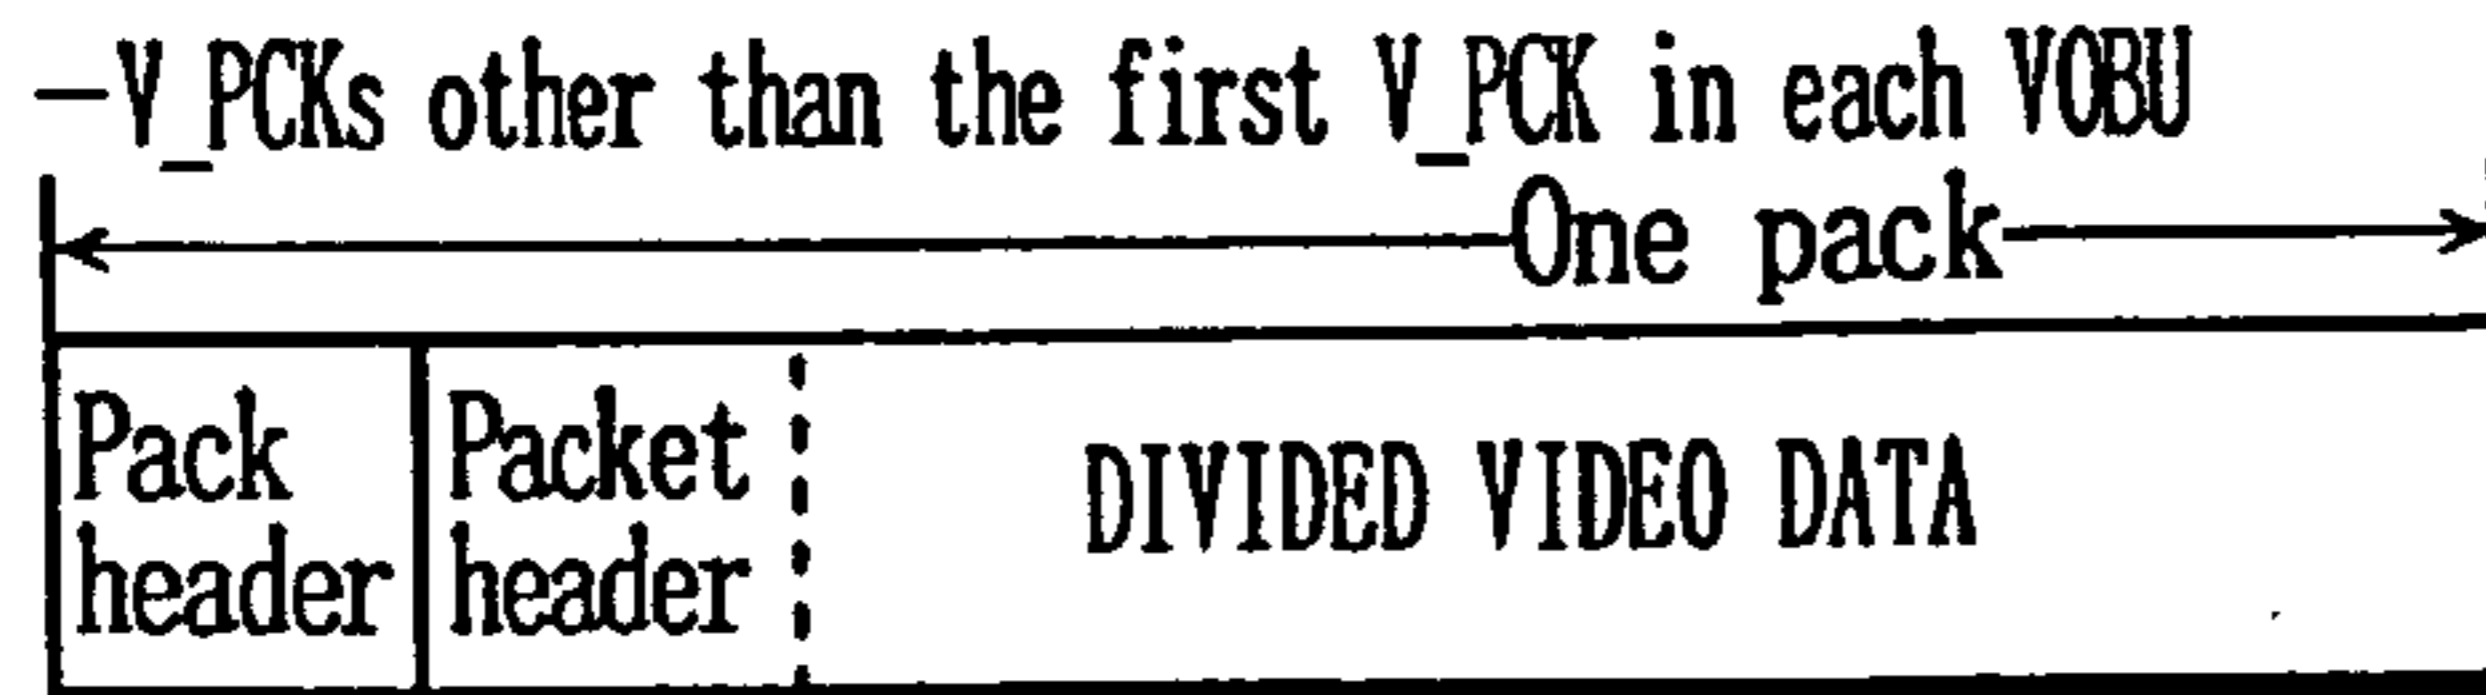 —V_PCKs other than the first V_PCK in each VOBU
One pack
Pack header
Packet header
DIVIDED VIDEO DATA